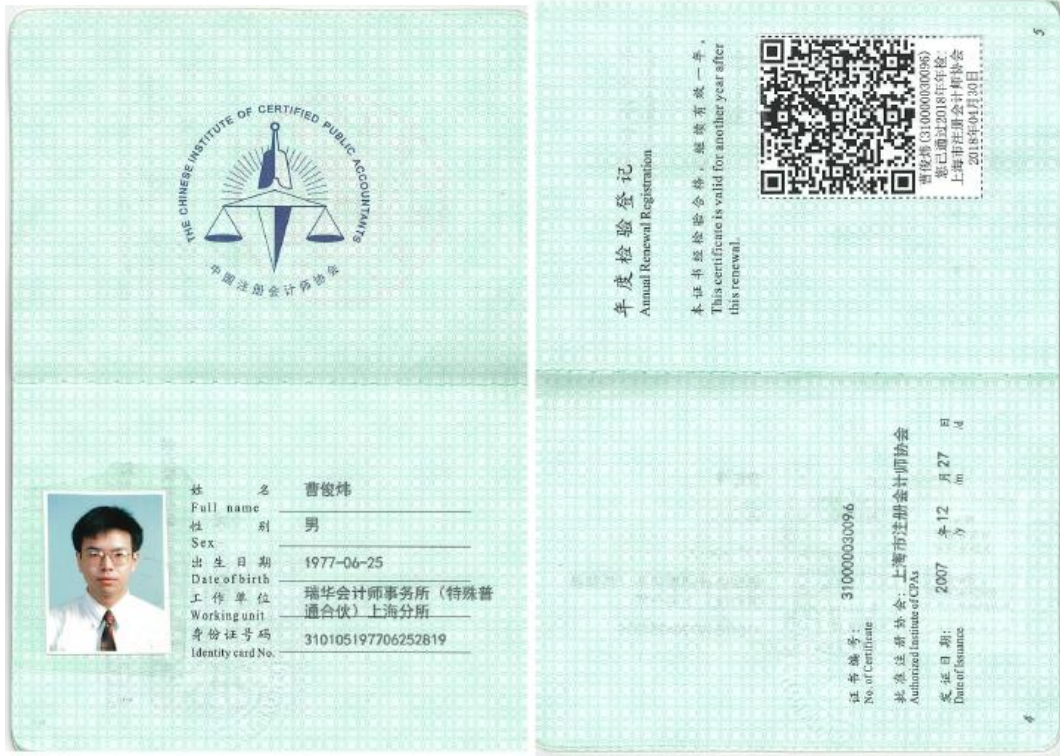 THE CHINESE INSTITUTE OF CERTIFIED PUBLIC ACCOUNTANTS
中国注册会计师协会
姓 名 曹俊炜
Full name
性 别 男
Sex
出生日期 1977-06-25
Date of birth
工作单位 瑞华会计师事务所（特殊普
Working unit 通合伙）上海分所
身份证号码 310105197706252819
Identity card No.
年度检验登记
Annual Renewal Registration
本证书经检验合格，继续有效一年。
This certificate is valid for another year after
this renewal.
曹俊炜(310000030096)
您已通过2018年年检
上海市注册会计师协会
2018年04月30日
5
证书编号： 310000030096
No. of Certificate
批准注册协会：上海市注册会计师协会
Authorized Institute of CPAs
发证日期： 2007 年 12 月 27 日
Date of Issuance /y /m /d
4